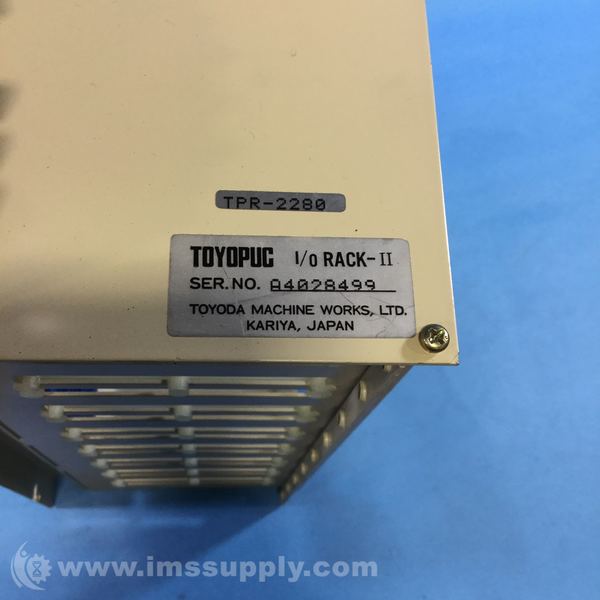 TPR-2280
TOYOPUC I/O RACK-II
SER. NO. A4028499
TOYODA MACHINE WORKS, LTD.
KARIYA, JAPAN
www.imssupply.com